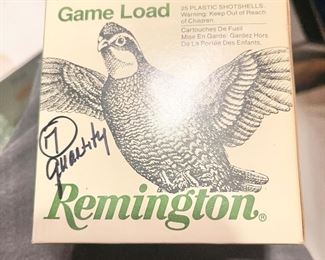 Game Load
25 PLASTIC SHOTSHELLS.
Warning: Keep Out of Reach
of Children.
Cartouches De Fusil
Mise En Garde: Gardez Hors
De La Portée Des Enfants.
17
quantity
Remington®